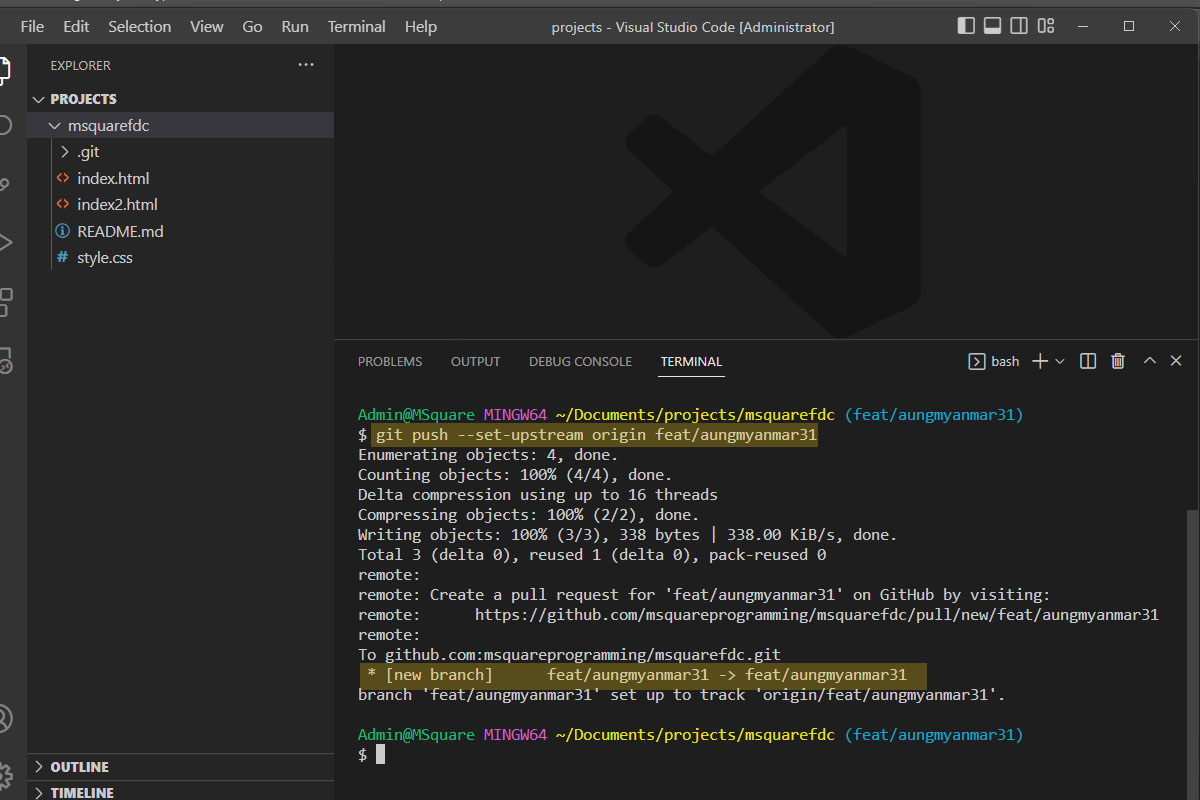 File Edit Selection View Go Run Terminal Help projects - Visual Studio Code [Administrator]
EXPLORER
PROJECTS
msquarefdc
.git
index.html
index2.html
README.md
style.css
OUTLINE
TIMELINE
PROBLEMS OUTPUT DEBUG CONSOLE TERMINAL bash
Admin@MSquare MINGW64 ~/Documents/projects/msquarefdc (feat/aungmyanmar31)
$ git push --set-upstream origin feat/aungmyanmar31
Enumerating objects: 4, done.
Counting objects: 100% (4/4), done.
Delta compression using up to 16 threads
Compressing objects: 100% (2/2), done.
Writing objects: 100% (3/3), 338 bytes | 338.00 KiB/s, done.
Total 3 (delta 0), reused 1 (delta 0), pack-reused 0
remote:
remote: Create a pull request for 'feat/aungmyanmar31' on GitHub by visiting:
remote:      https://github.com/msquareprogramming/msquarefdc/pull/new/feat/aungmyanmar31
remote:
To github.com:msquareprogramming/msquarefdc.git
 * [new branch]      feat/aungmyanmar31 -> feat/aungmyanmar31
branch 'feat/aungmyanmar31' set up to track 'origin/feat/aungmyanmar31'.
Admin@MSquare MINGW64 ~/Documents/projects/msquarefdc (feat/aungmyanmar31)
$